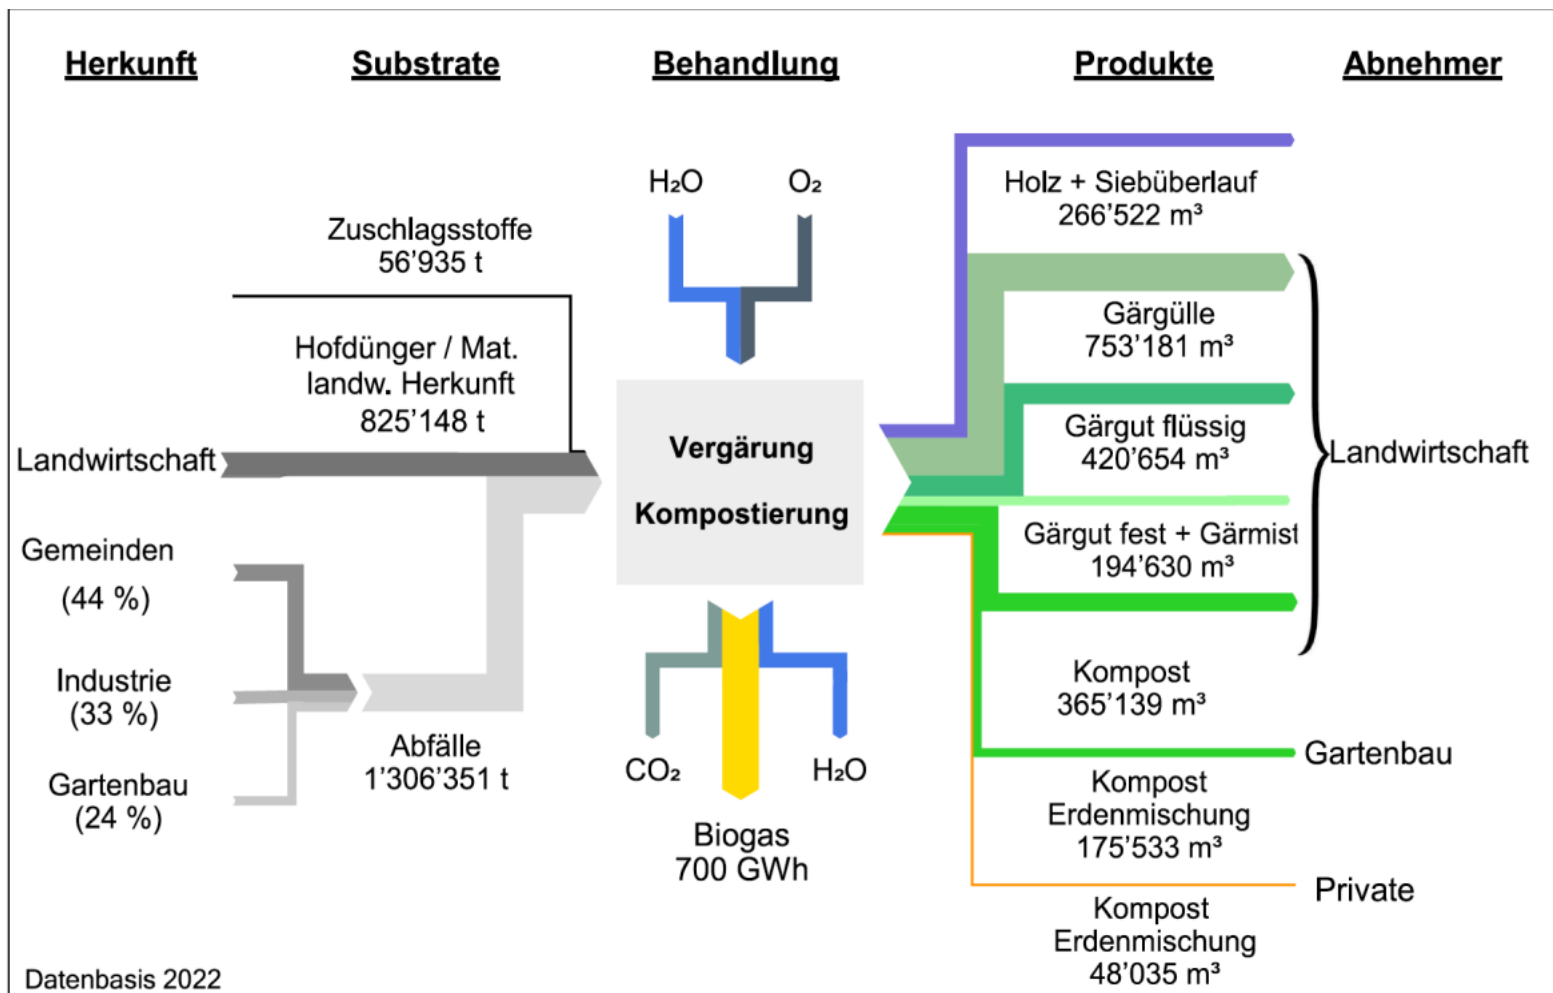 Herkunft
Substrate
Behandlung
Produkte
Abnehmer
Zuschlagsstoffe
56’935 t
Hofdünger / Mat.
landw. Herkunft
825’148 t
Landwirtschaft
Gemeinden
(44 %)
Industrie
(33 %)
Gartenbau
(24 %)
Abfälle
1’306’351 t
H₂O
O₂
Vergärung
Kompostierung
CO₂
H₂O
Biogas
700 GWh
Holz + Siebüberlauf
266’522 m³
Gärgülle
753’181 m³
Gärgut flüssig
420’654 m³
Gärgut fest + Gärmist
194’630 m³
Kompost
365’139 m³
Kompost
Erdenmischung
175’533 m³
Kompost
Erdenmischung
48’035 m³
Landwirtschaft
Gartenbau
Private
Datenbasis 2022